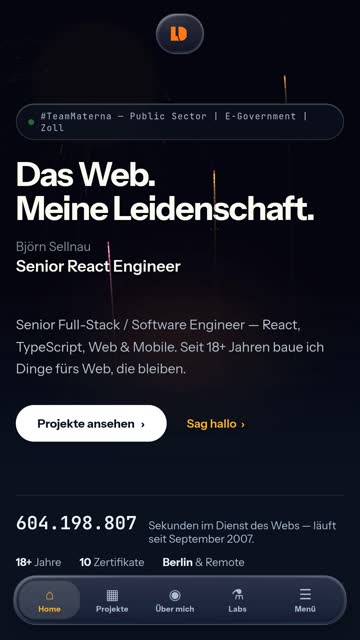 #TeamMaterna — Public Sector | E-Government |
Zoll
Das Web.
Meine Leidenschaft.
Björn Sellnau
Senior React Engineer
Senior Full-Stack / Software Engineer — React,
TypeScript, Web & Mobile. Seit 18+ Jahren baue ich
Dinge fürs Web, die bleiben.
Projekte ansehen ›
Sag hallo ›
604.198.807
Sekunden im Dienst des Webs — läuft
seit September 2007.
18+ Jahre 10 Zertifikate Berlin & Remote
Home Projekte Über mich Labs Menü